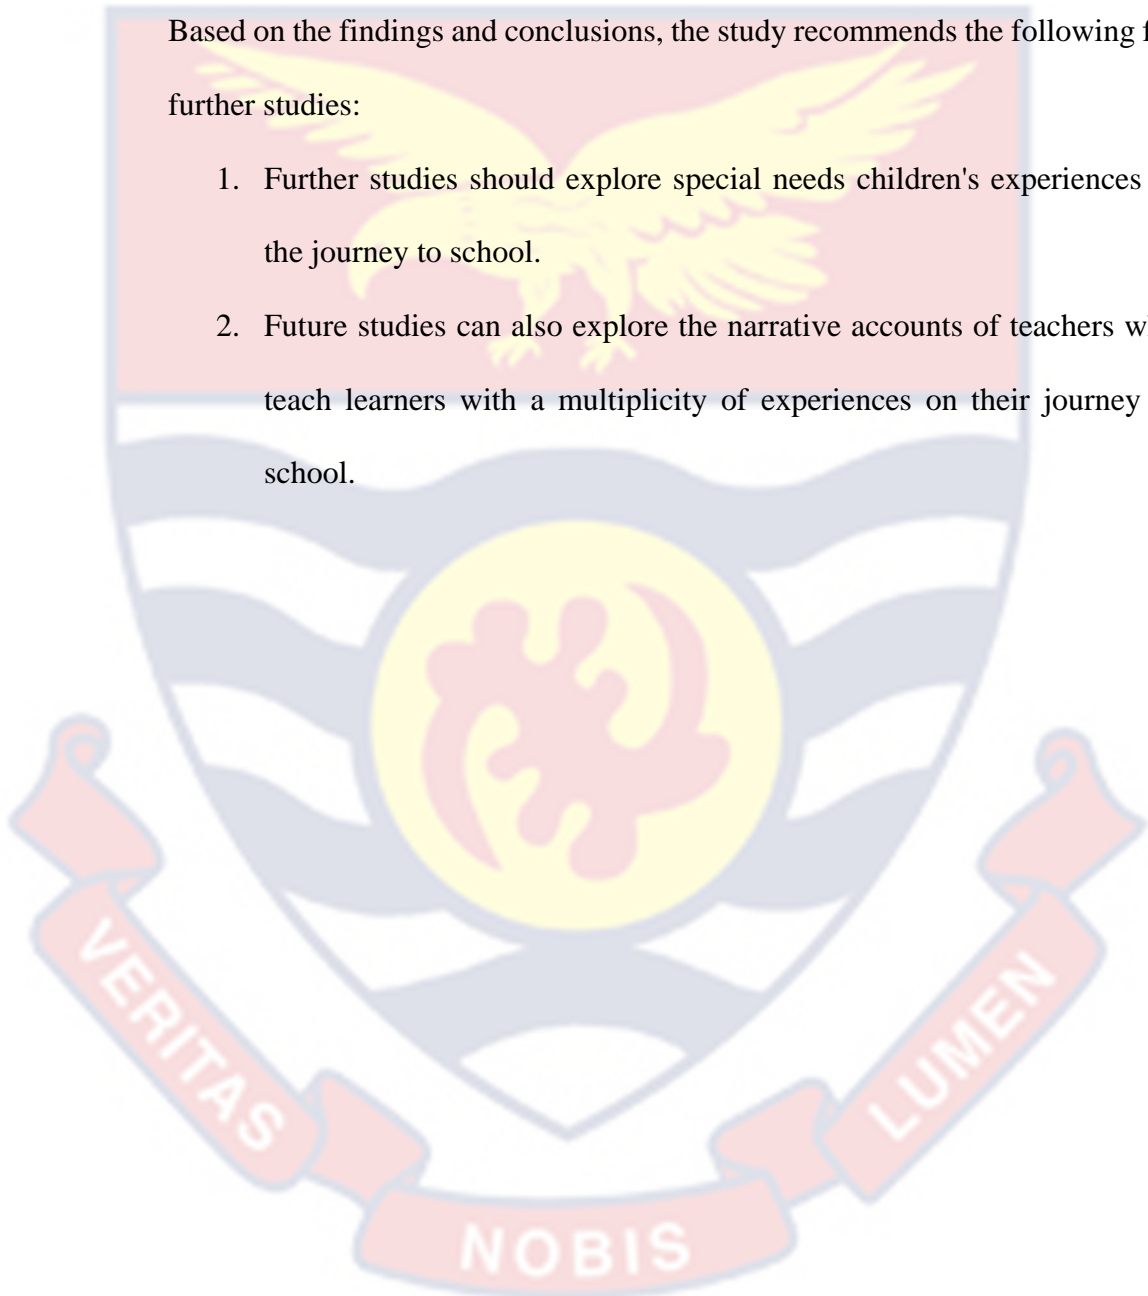 Based on the findings and conclusions, the study recommends the following f
further studies:
1. Further studies should explore special needs children's experiences
the journey to school.
2. Future studies can also explore the narrative accounts of teachers w
teach learners with a multiplicity of experiences on their journey
school.
VERITAS
NOBIS
LUMEN